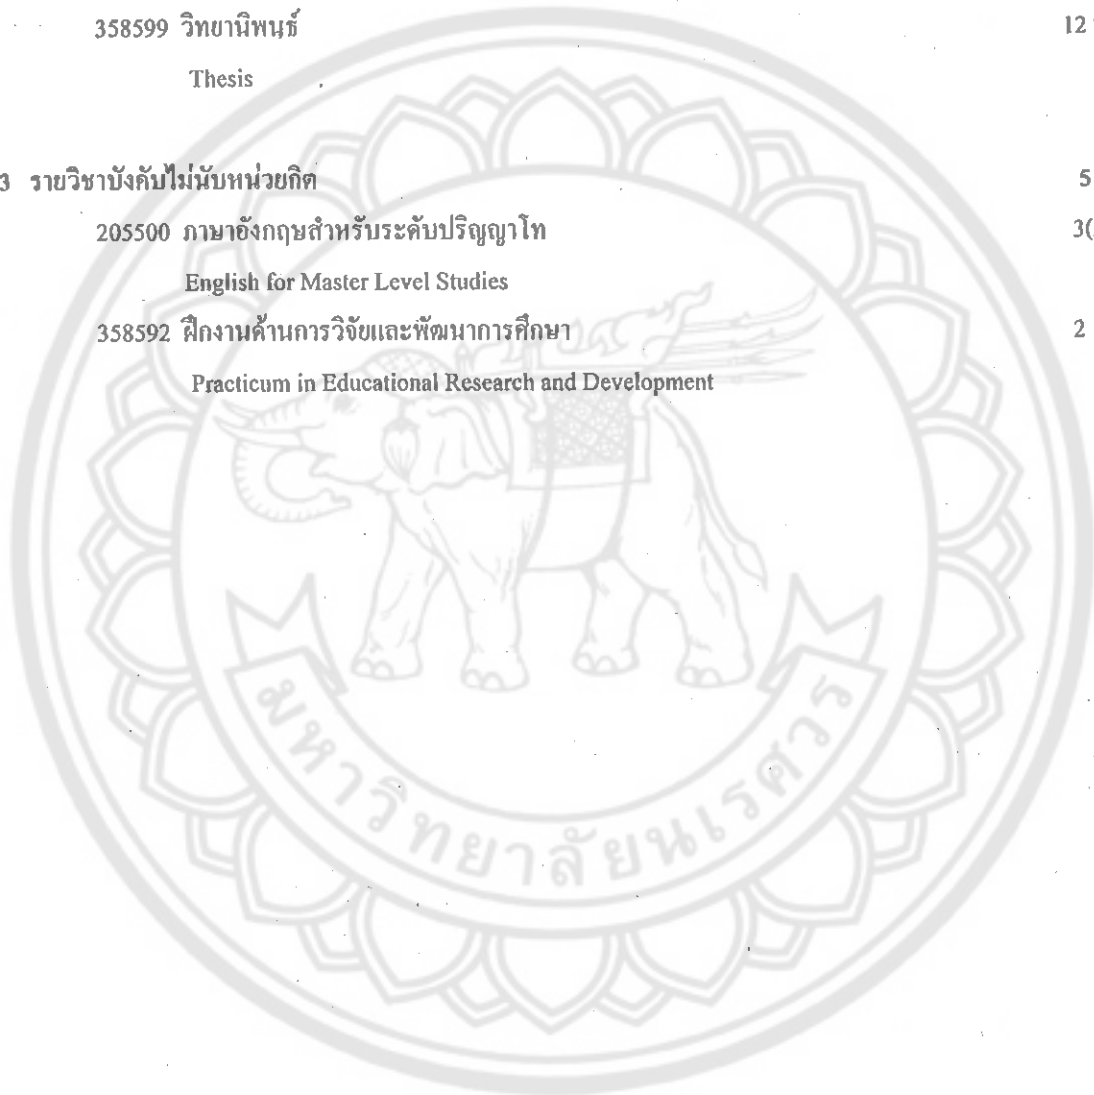 358599 วิทยานิพนธ์ 12
Thesis
3 รายวิชาบังคับไม่นับหน่วยกิต 5
205500 ภาษาอังกฤษสำหรับระดับปริญญาโท 3(
English for Master Level Studies
358592 ฝึกงานด้านการวิจัยและพัฒนาการศึกษา 2
Practicum in Educational Research and Development
มหาวิทยาลัยนเรศวร